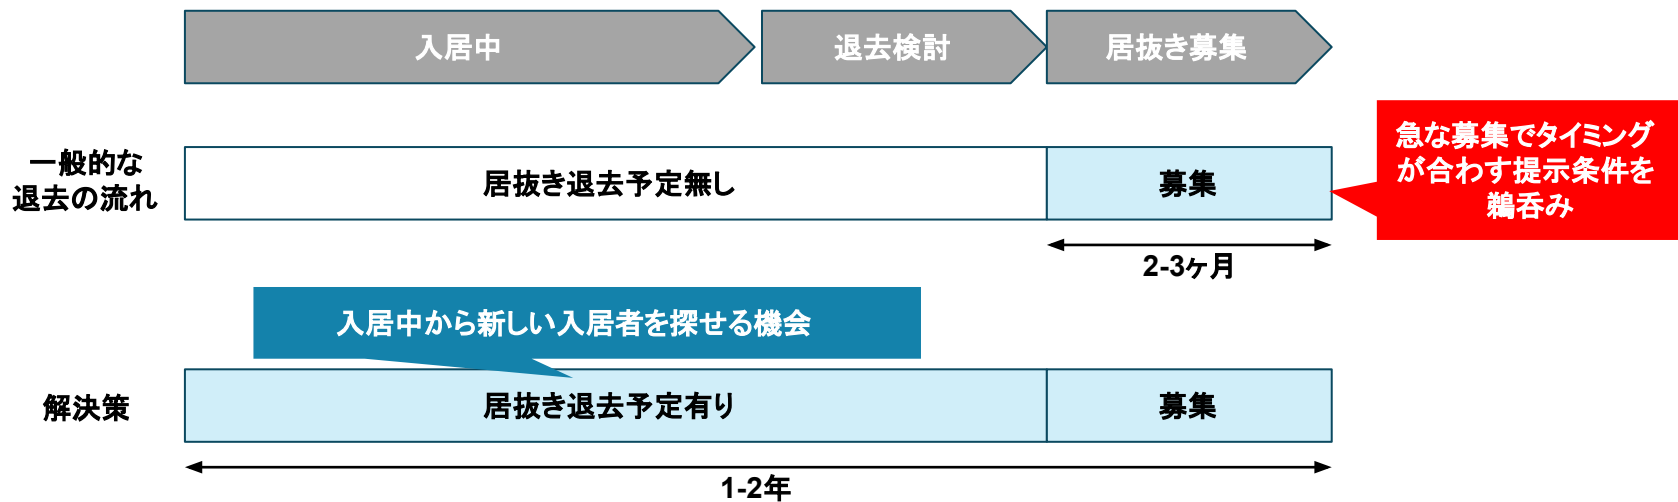 入居中
退去検討
居抜き募集
一般的な
退去の流れ
居抜き退去予定無し
募集
急な募集でタイミング
が合わす提示条件を
鵜呑み
2-3ヶ月
入居中から新しい入居者を探せる機会
解決策
居抜き退去予定有り
募集
1-2年